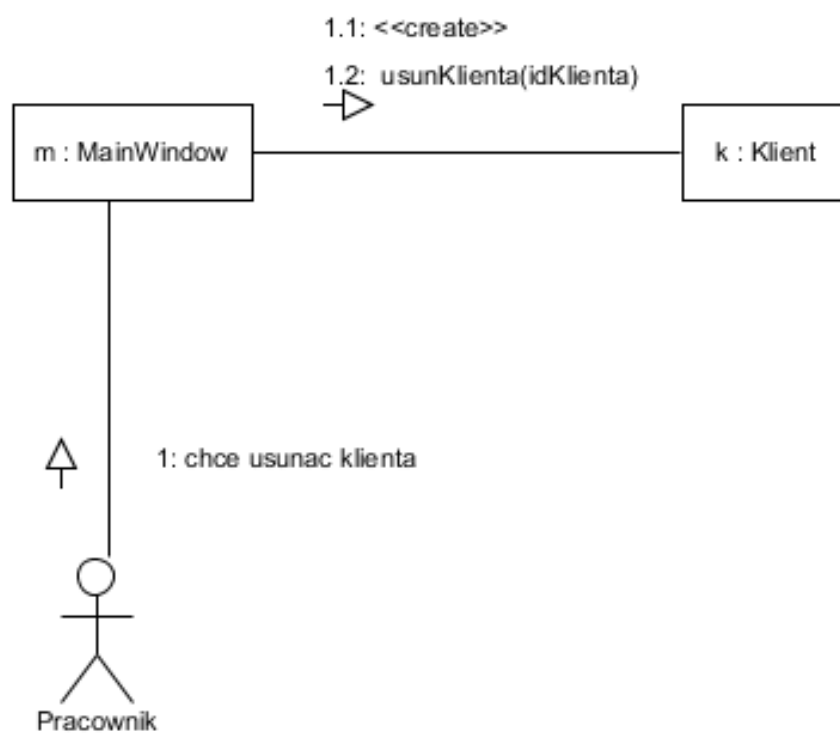 1.1: <<create>>
1.2: usunKlienta(idKlienta)
m : MainWindow
k : Klient
1: chce usunac klienta
Pracownik